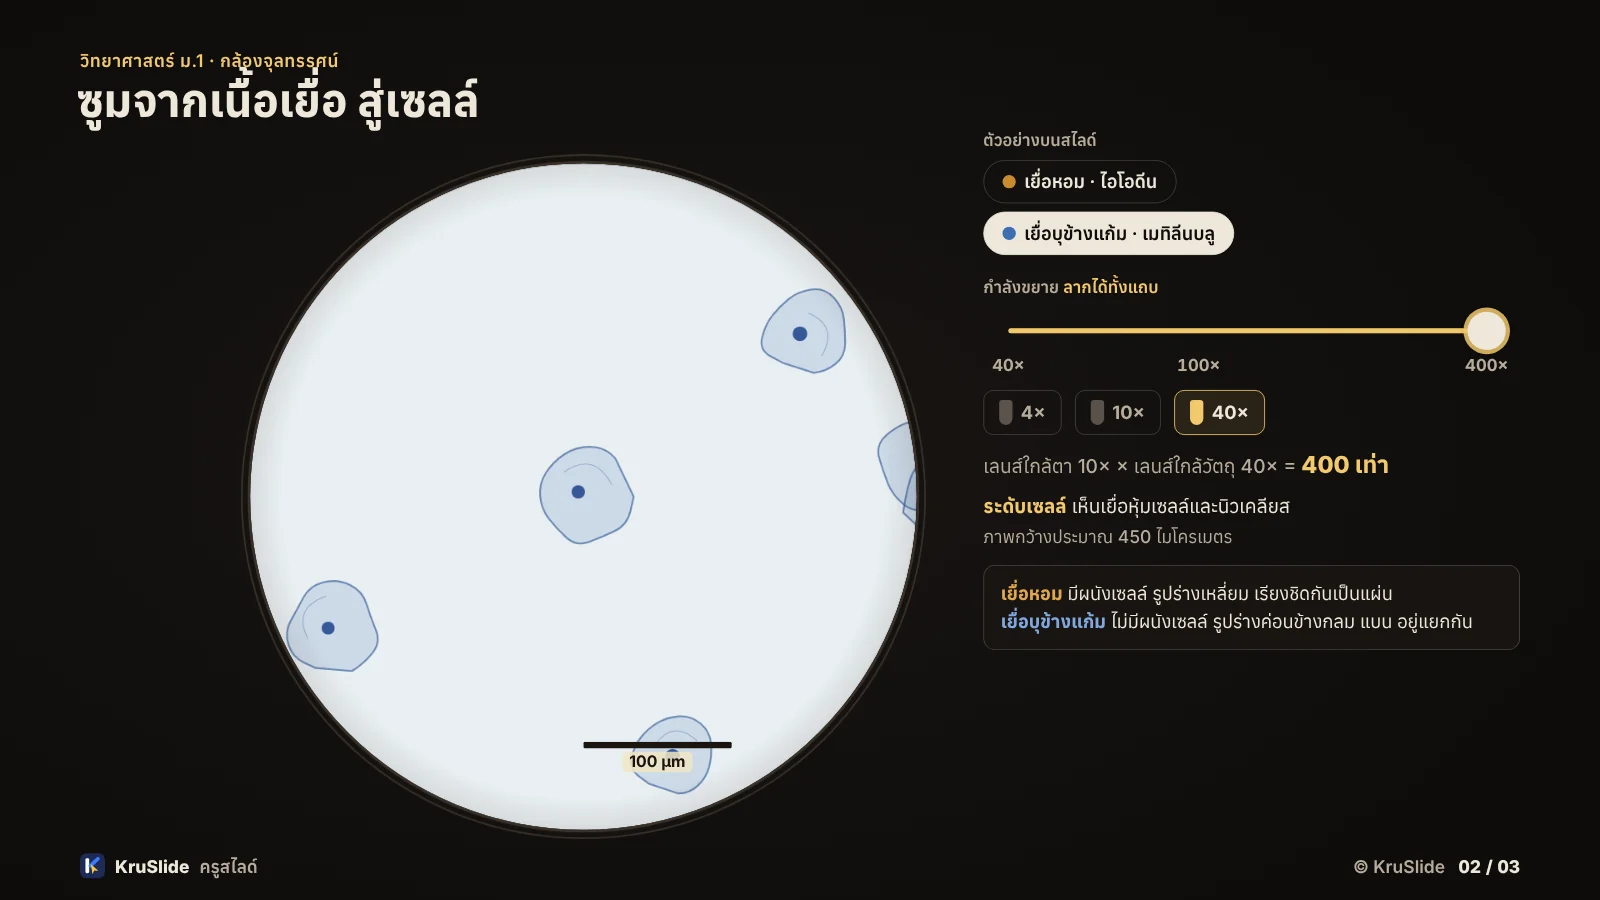 วิทยาศาสตร์ ม.1 · กล้องจุลทรรศน์
ซูมจากเนื้อเยื่อ สู่เซลล์
ตัวอย่างบนสไลด์
เยื่อหอม · ไอโอดีน
เยื่อบุข้างแก้ม · เมทิลีนบลู
กำลังขยาย ลากได้ทั้งแถบ
40× 100× 400×
4× 10× 40×
เลนส์ใกล้ตา 10× × เลนส์ใกล้วัตถุ 40× = 400 เท่า
ระดับเซลล์ เห็นเยื่อหุ้มเซลล์และนิวเคลียส
ภาพกว้างประมาณ 450 ไมโครเมตร
เยื่อหอม มีผนังเซลล์ รูปร่างเหลี่ยม เรียงชิดกันเป็นแผ่น
เยื่อบุข้างแก้ม ไม่มีผนังเซลล์ รูปร่างค่อนข้างกลม แบน อยู่แยกกัน
100 µm
KruSlide ครูสไลด์
© KruSlide 02 / 03